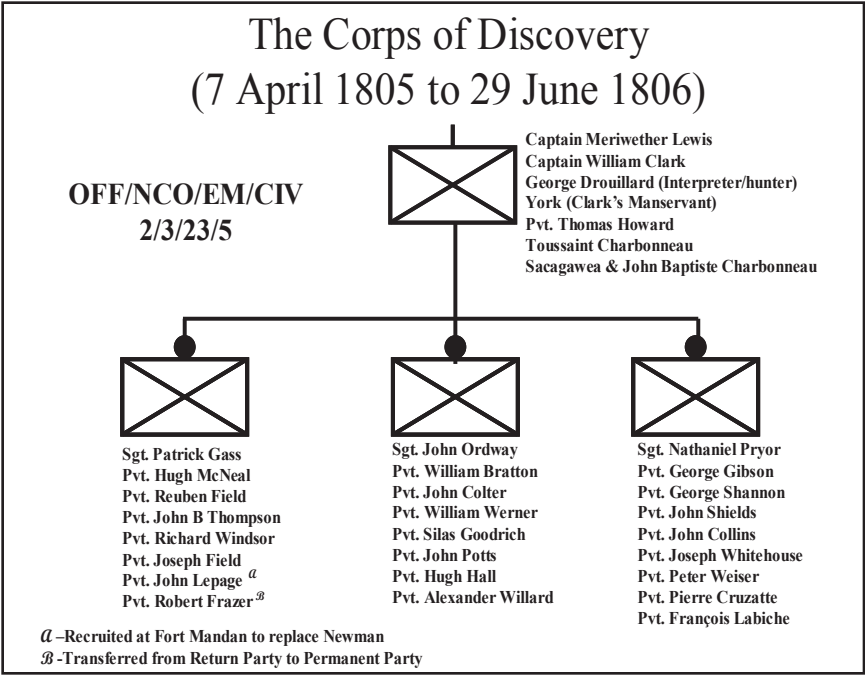 The Corps of Discovery
(7 April 1805 to 29 June 1806)
OFF/NCO/EM/CIV
2/3/23/5
Captain Meriwether Lewis
Captain William Clark
George Drouillard (Interpreter/hunter)
York (Clark's Manservant)
Pvt. Thomas Howard
Toussaint Charbonneau
Sacagawea & John Baptiste Charbonneau
Sgt. Patrick Gass
Pvt. Hugh McNeal
Pvt. Reuben Field
Pvt. John B Thompson
Pvt. Richard Windsor
Pvt. Joseph Field
Pvt. John Lepage a
Pvt. Robert Frazer B
Sgt. John Ordway
Pvt. William Bratton
Pvt. John Colter
Pvt. William Werner
Pvt. Silas Goodrich
Pvt. John Potts
Pvt. Hugh Hall
Pvt. Alexander Willard
Sgt. Nathaniel Pryor
Pvt. George Gibson
Pvt. George Shannon
Pvt. John Shields
Pvt. John Collins
Pvt. Joseph Whitehouse
Pvt. Peter Weiser
Pvt. Pierre Cruzatte
Pvt. François Labiche
a –Recruited at Fort Mandan to replace Newman
B -Transferred from Return Party to Permanent Party